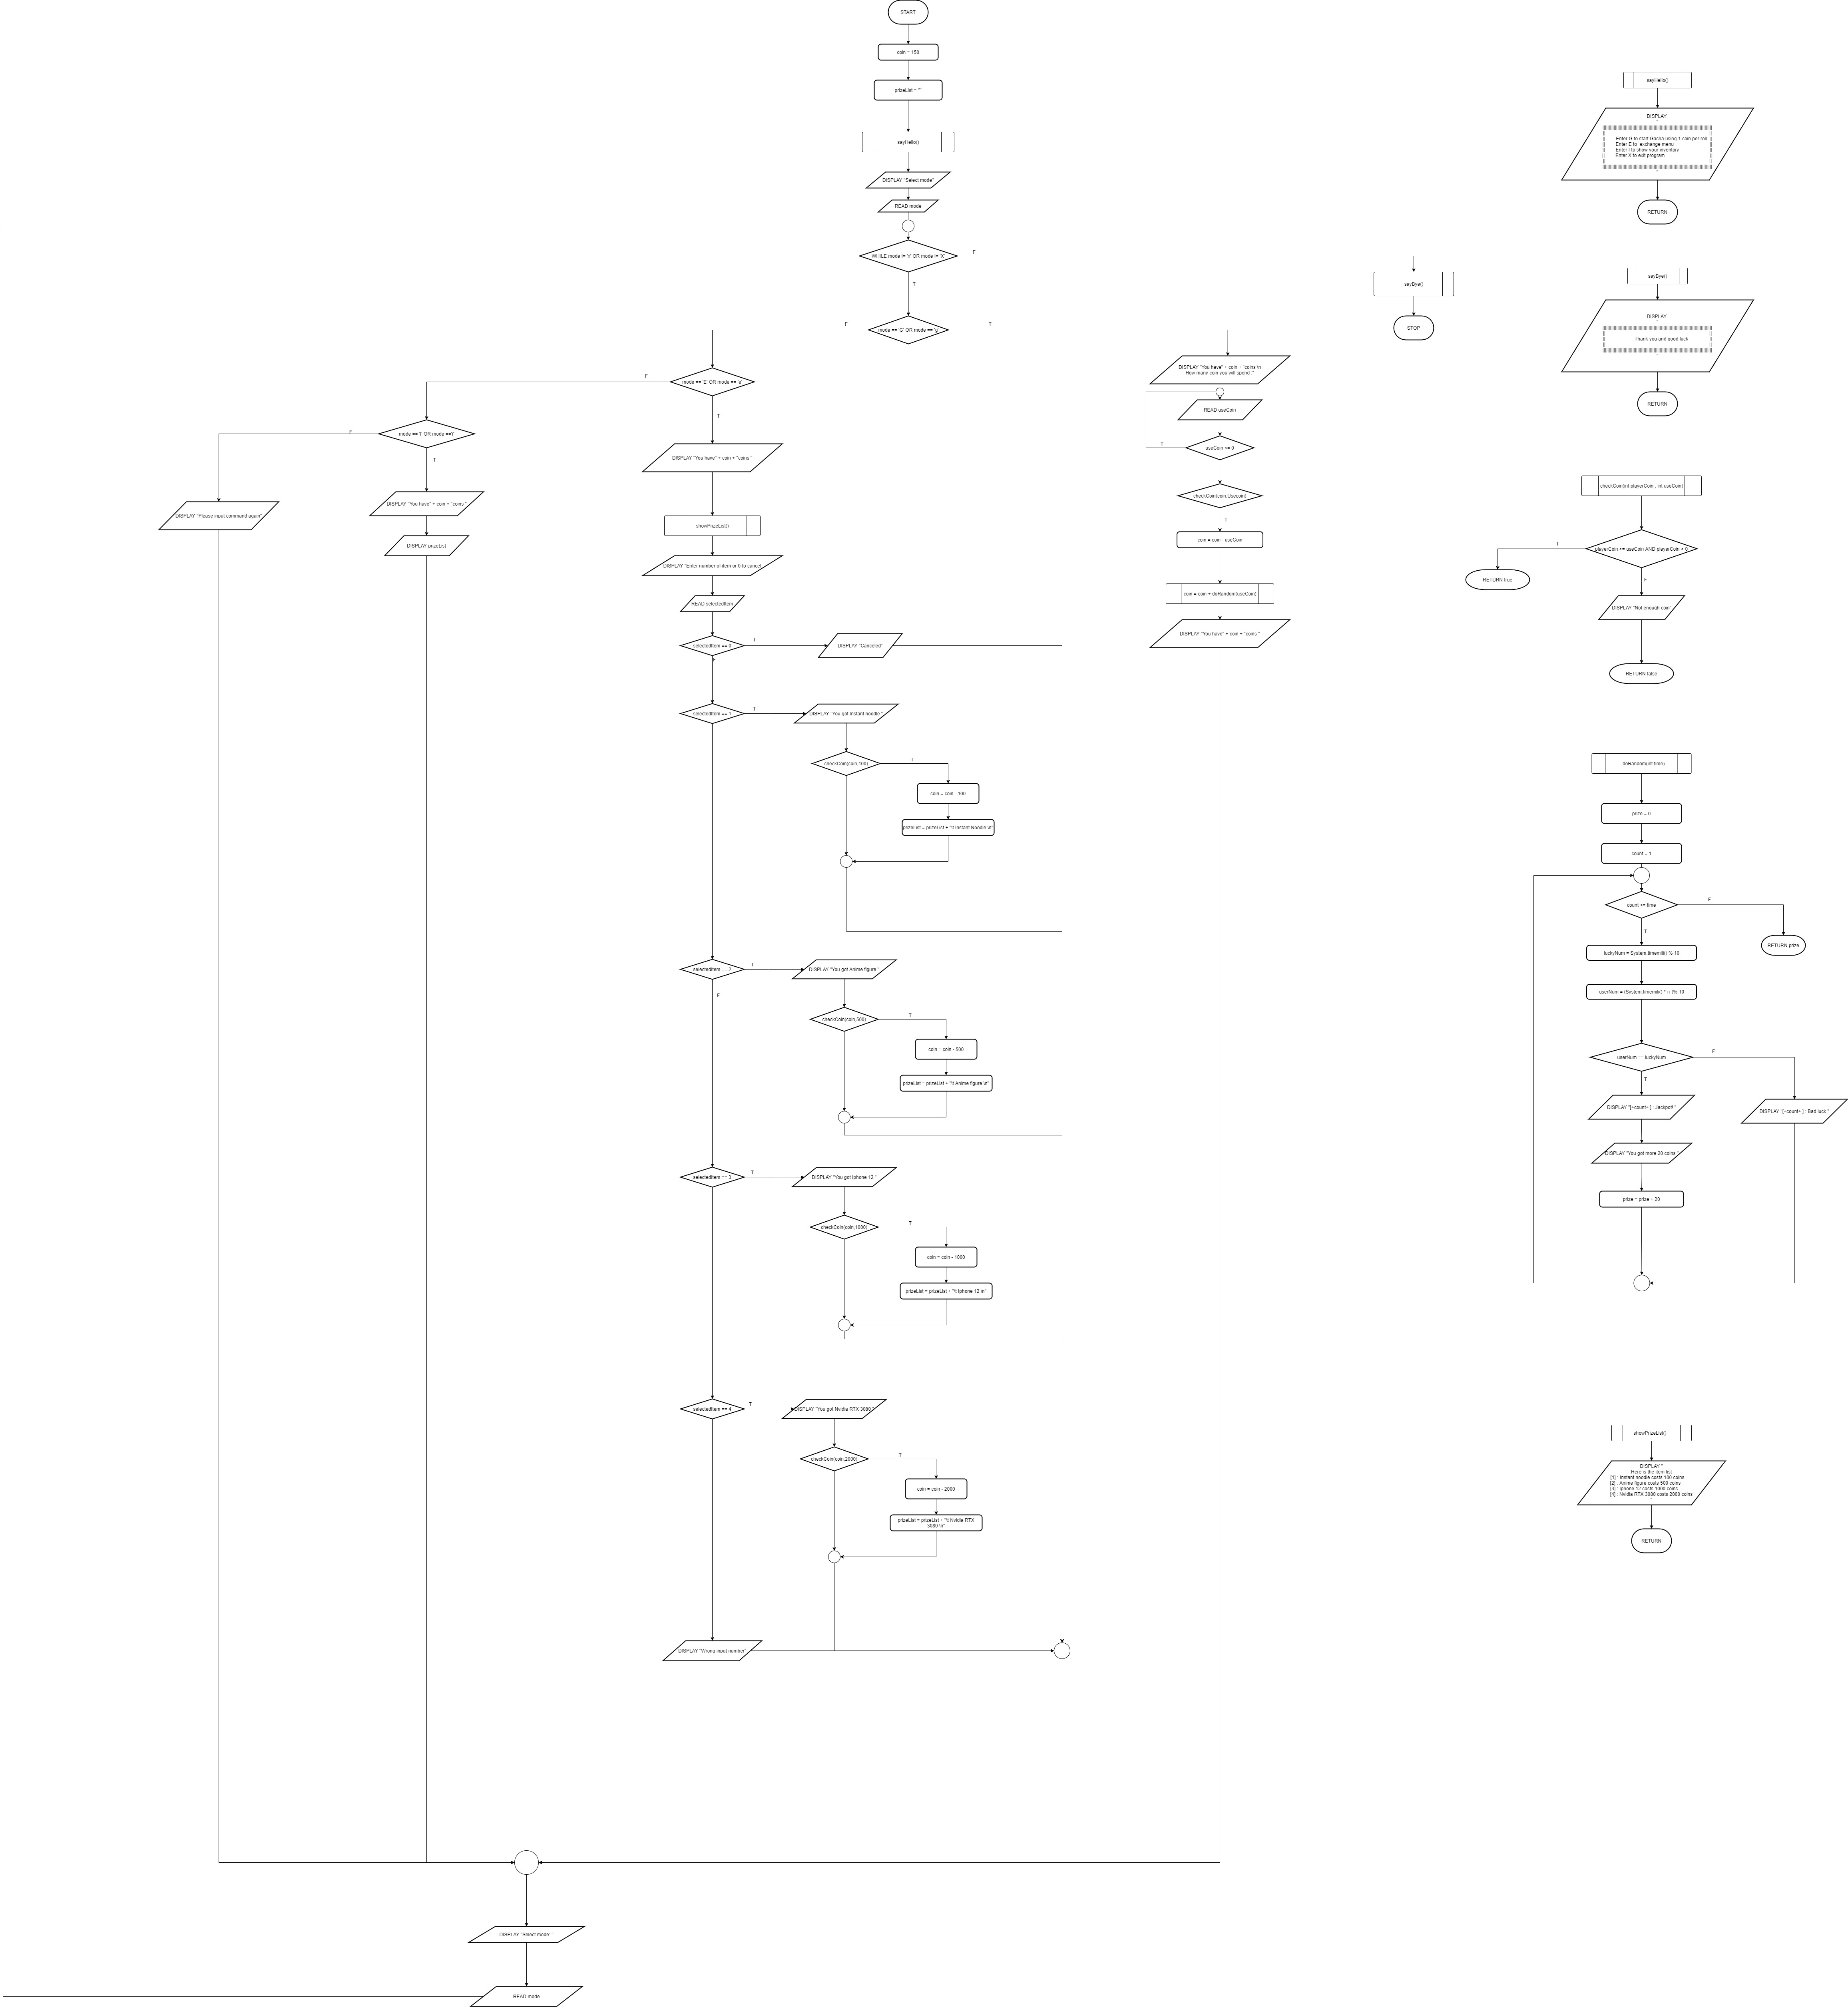 START
coin = 150
prizeList = ""
sayHello()
DISPLAY "Select mode"
READ mode
WHILE mode != 'x' OR mode != 'X'
F
T
sayBye()
STOP
mode == 'G' OR mode == 'g'
F
T
DISPLAY "You have" + coin + "coins \n
How many coin you will spend :"
READ useCoin
useCoin <= 0
T
checkCoin(coin,Usecoin)
T
coin = coin - useCoin
coin = coin + doRandom(useCoin)
DISPLAY "You have" + coin + "coins "
mode == 'E' OR mode == 'e'
F
T
DISPLAY "You have" + coin + "coins "
showPrizeList()
DISPLAY "Enter number of item or 0 to cancel
READ selectedItem
selectedItem == 0
T
F
DISPLAY "Canceled"
selectedItem == 1
T
DISPLAY "You got Instant noodle "
checkCoin(coin,100)
T
coin = coin - 100
prizeList = prizeList + "\t Instant Noodle \n"
selectedItem == 2
T
F
DISPLAY "You got Anime figure "
checkCoin(coin,500)
T
coin = coin - 500
prizeList = prizeList + "\t Anime figure \n"
selectedItem == 3
T
DISPLAY "You got Iphone 12 "
checkCoin(coin,1000)
T
coin = coin - 1000
prizeList = prizeList + "\t Iphone 12 \n"
selectedItem == 4
T
DISPLAY "You got Nvidia RTX 3080 "
checkCoin(coin,2000)
T
coin = coin - 2000
prizeList = prizeList + "\t Nvidia RTX
3080 \n"
DISPLAY "Wrong input number"
mode == 'I' OR mode =='i'
F
T
DISPLAY "You have" + coin + "coins "
DISPLAY prizeList
DISPLAY "Please input command again"
DISPLAY "Select mode: "
READ mode
sayHello()
DISPLAY
"
|| Enter G to start Gacha using 1 coin per roll ||
|| Enter E to exchange menu ||
|| Enter I to show your inventory ||
|| Enter X to exit program ||
"
RETURN
sayBye()
DISPLAY
"
|| Thank you and good luck ||
"
RETURN
checkCoin(int playerCoin , int useCoin)
playerCoin >= useCoin AND playerCoin > 0
T
RETURN true
F
DISPLAY "Not enough coin"
RETURN false
doRandom(int time)
prize = 0
count = 1
count <= time
F
RETURN prize
T
luckyNum = System.timemili() % 10
userNum = (System.timemili() * )% 10
userNum == luckyNum
F
T
DISPLAY "[+count+ ] : Jackpot! "
DISPLAY "[+count+ ] : Bad luck "
DISPLAY "You got more 20 coins "
prize = prize + 20
showPrizeList()
DISPLAY "
Here is the item list
[1] : Instant noodle costs 100 coins
[2] : Anime figure costs 500 coins
[3] : Iphone 12 costs 1000 coins
[4] : Nvidia RTX 3080 costs 2000 coins
"
RETURN